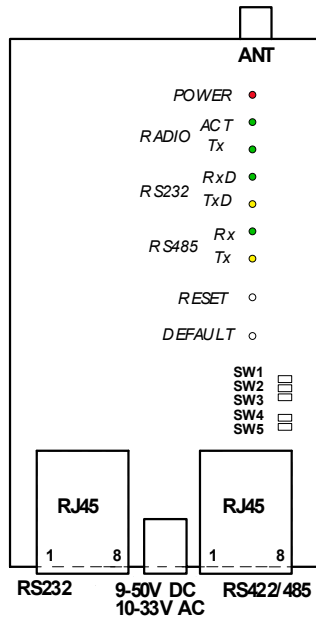 ANT
POWER
RADIO ACT
Tx
RS232 RxD
TxD
RS485 Rx
Tx
RESET
DEFAULT
SW1
SW2
SW3
SW4
SW5
RJ45 RJ45
1 8 1 8
RS232 9-50V DC RS422/485
10-33V AC